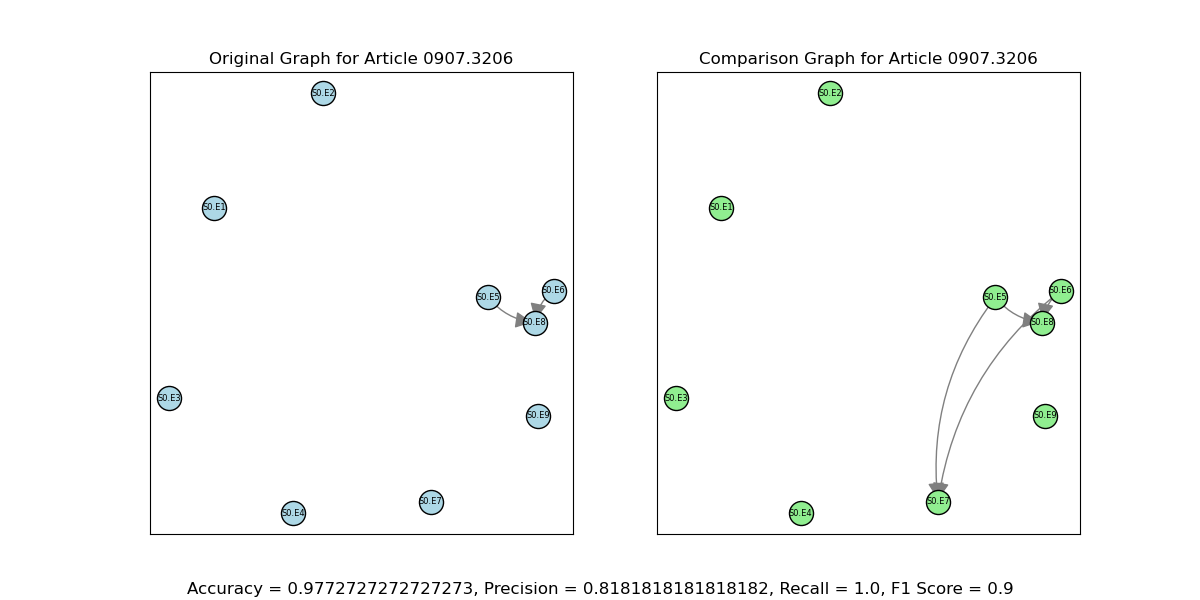 Original Graph for Article 0907.3206
S0.E2
S0.E1
S0.E5
S0.E6
S0.E8
S0.E3
S0.E9
S0.E7
S0.E4
Comparison Graph for Article 0907.3206
S0.E2
S0.E1
S0.E5
S0.E6
S0.E8
S0.E3
S0.E9
S0.E7
S0.E4
Accuracy = 0.9772727272727273, Precision = 0.8181818181818182, Recall = 1.0, F1 Score = 0.9